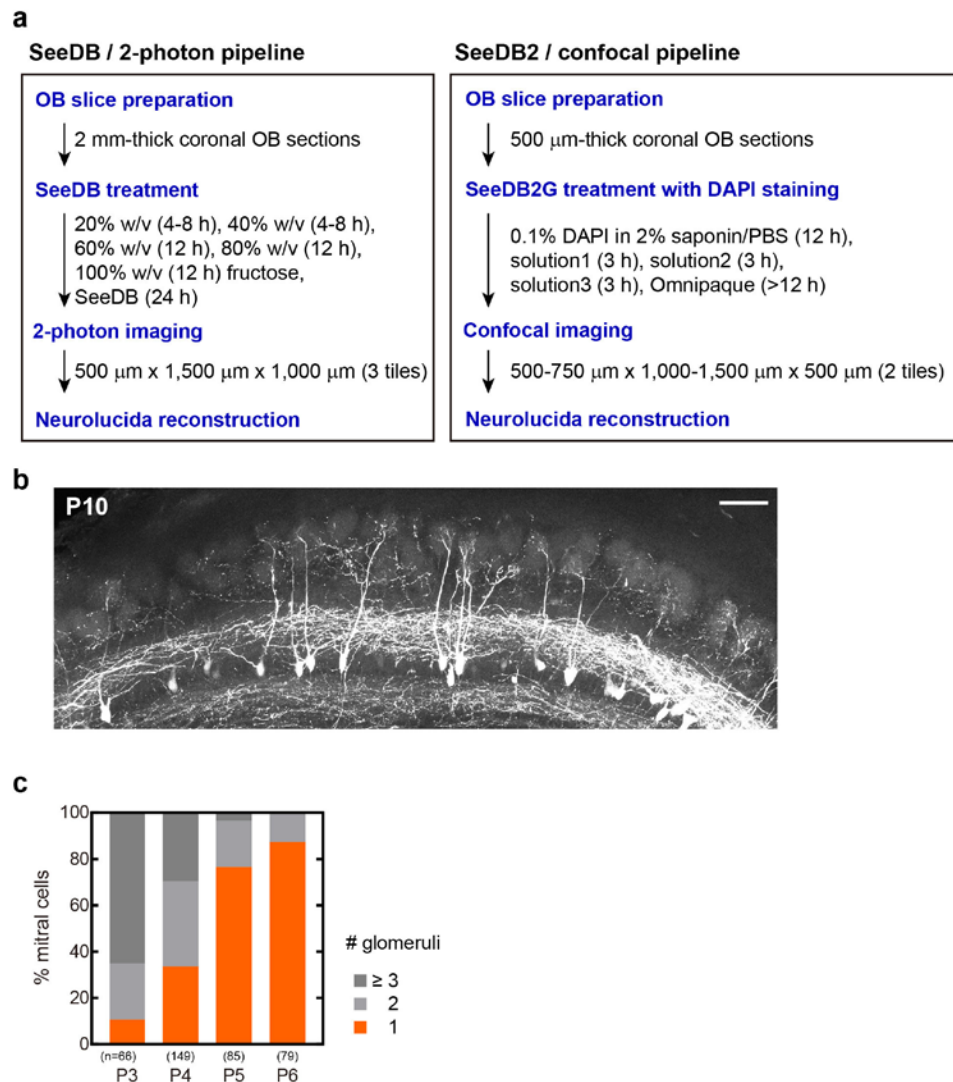 a
SeeDB / 2-photon pipeline
OB slice preparation
2 mm-thick coronal OB sections
SeeDB treatment
20% w/v (4-8 h), 40% w/v (4-8 h),
60% w/v (12 h), 80% w/v (12 h),
100% w/v (12 h) fructose,
SeeDB (24 h)
2-photon imaging
500 μm x 1,500 μm x 1,000 μm (3 tiles)
Neurolucida reconstruction
SeeDB2 / confocal pipeline
OB slice preparation
500 μm-thick coronal OB sections
SeeDB2G treatment with DAPI staining
0.1% DAPI in 2% saponin/PBS (12 h),
solution1 (3 h), solution2 (3 h),
solution3 (3 h), Omnipaque (>12 h)
Confocal imaging
500-750 μm x 1,000-1,500 μm x 500 μm (2 tiles)
Neurolucida reconstruction
b
P10
c
% mitral cells
100
80
60
40
20
0
(n=66) (149) (85) (79)
P3 P4 P5 P6
# glomeruli
≥ 3
2
1